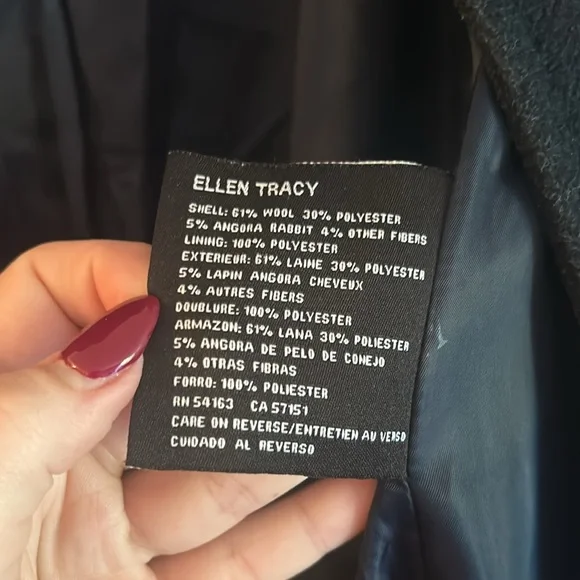 ELLEN TRACY
SHELL: 61% WOOL 30% POLYESTER
5% ANGORA RABBIT 4% OTHER FIBERS
LINING: 100% POLYESTER
EXTERIEUR: 61% LAINE 30% POLYESTER
5% LAPIN ANGORA CHEVEUX
4% AUTRES FIBERS
DOUBLURE: 100% POLYESTER
ARMAZON: 61% LANA 30% POLIESTER
5% ANGORA DE PELO DE CONEJO
4% OTRAS FIBRAS
FORRO: 100% POLIESTER
RN 54163 CA 57151
CARE ON REVERSE/ENTRETIEN AU VERSO
CUIDADO AL REVERSO